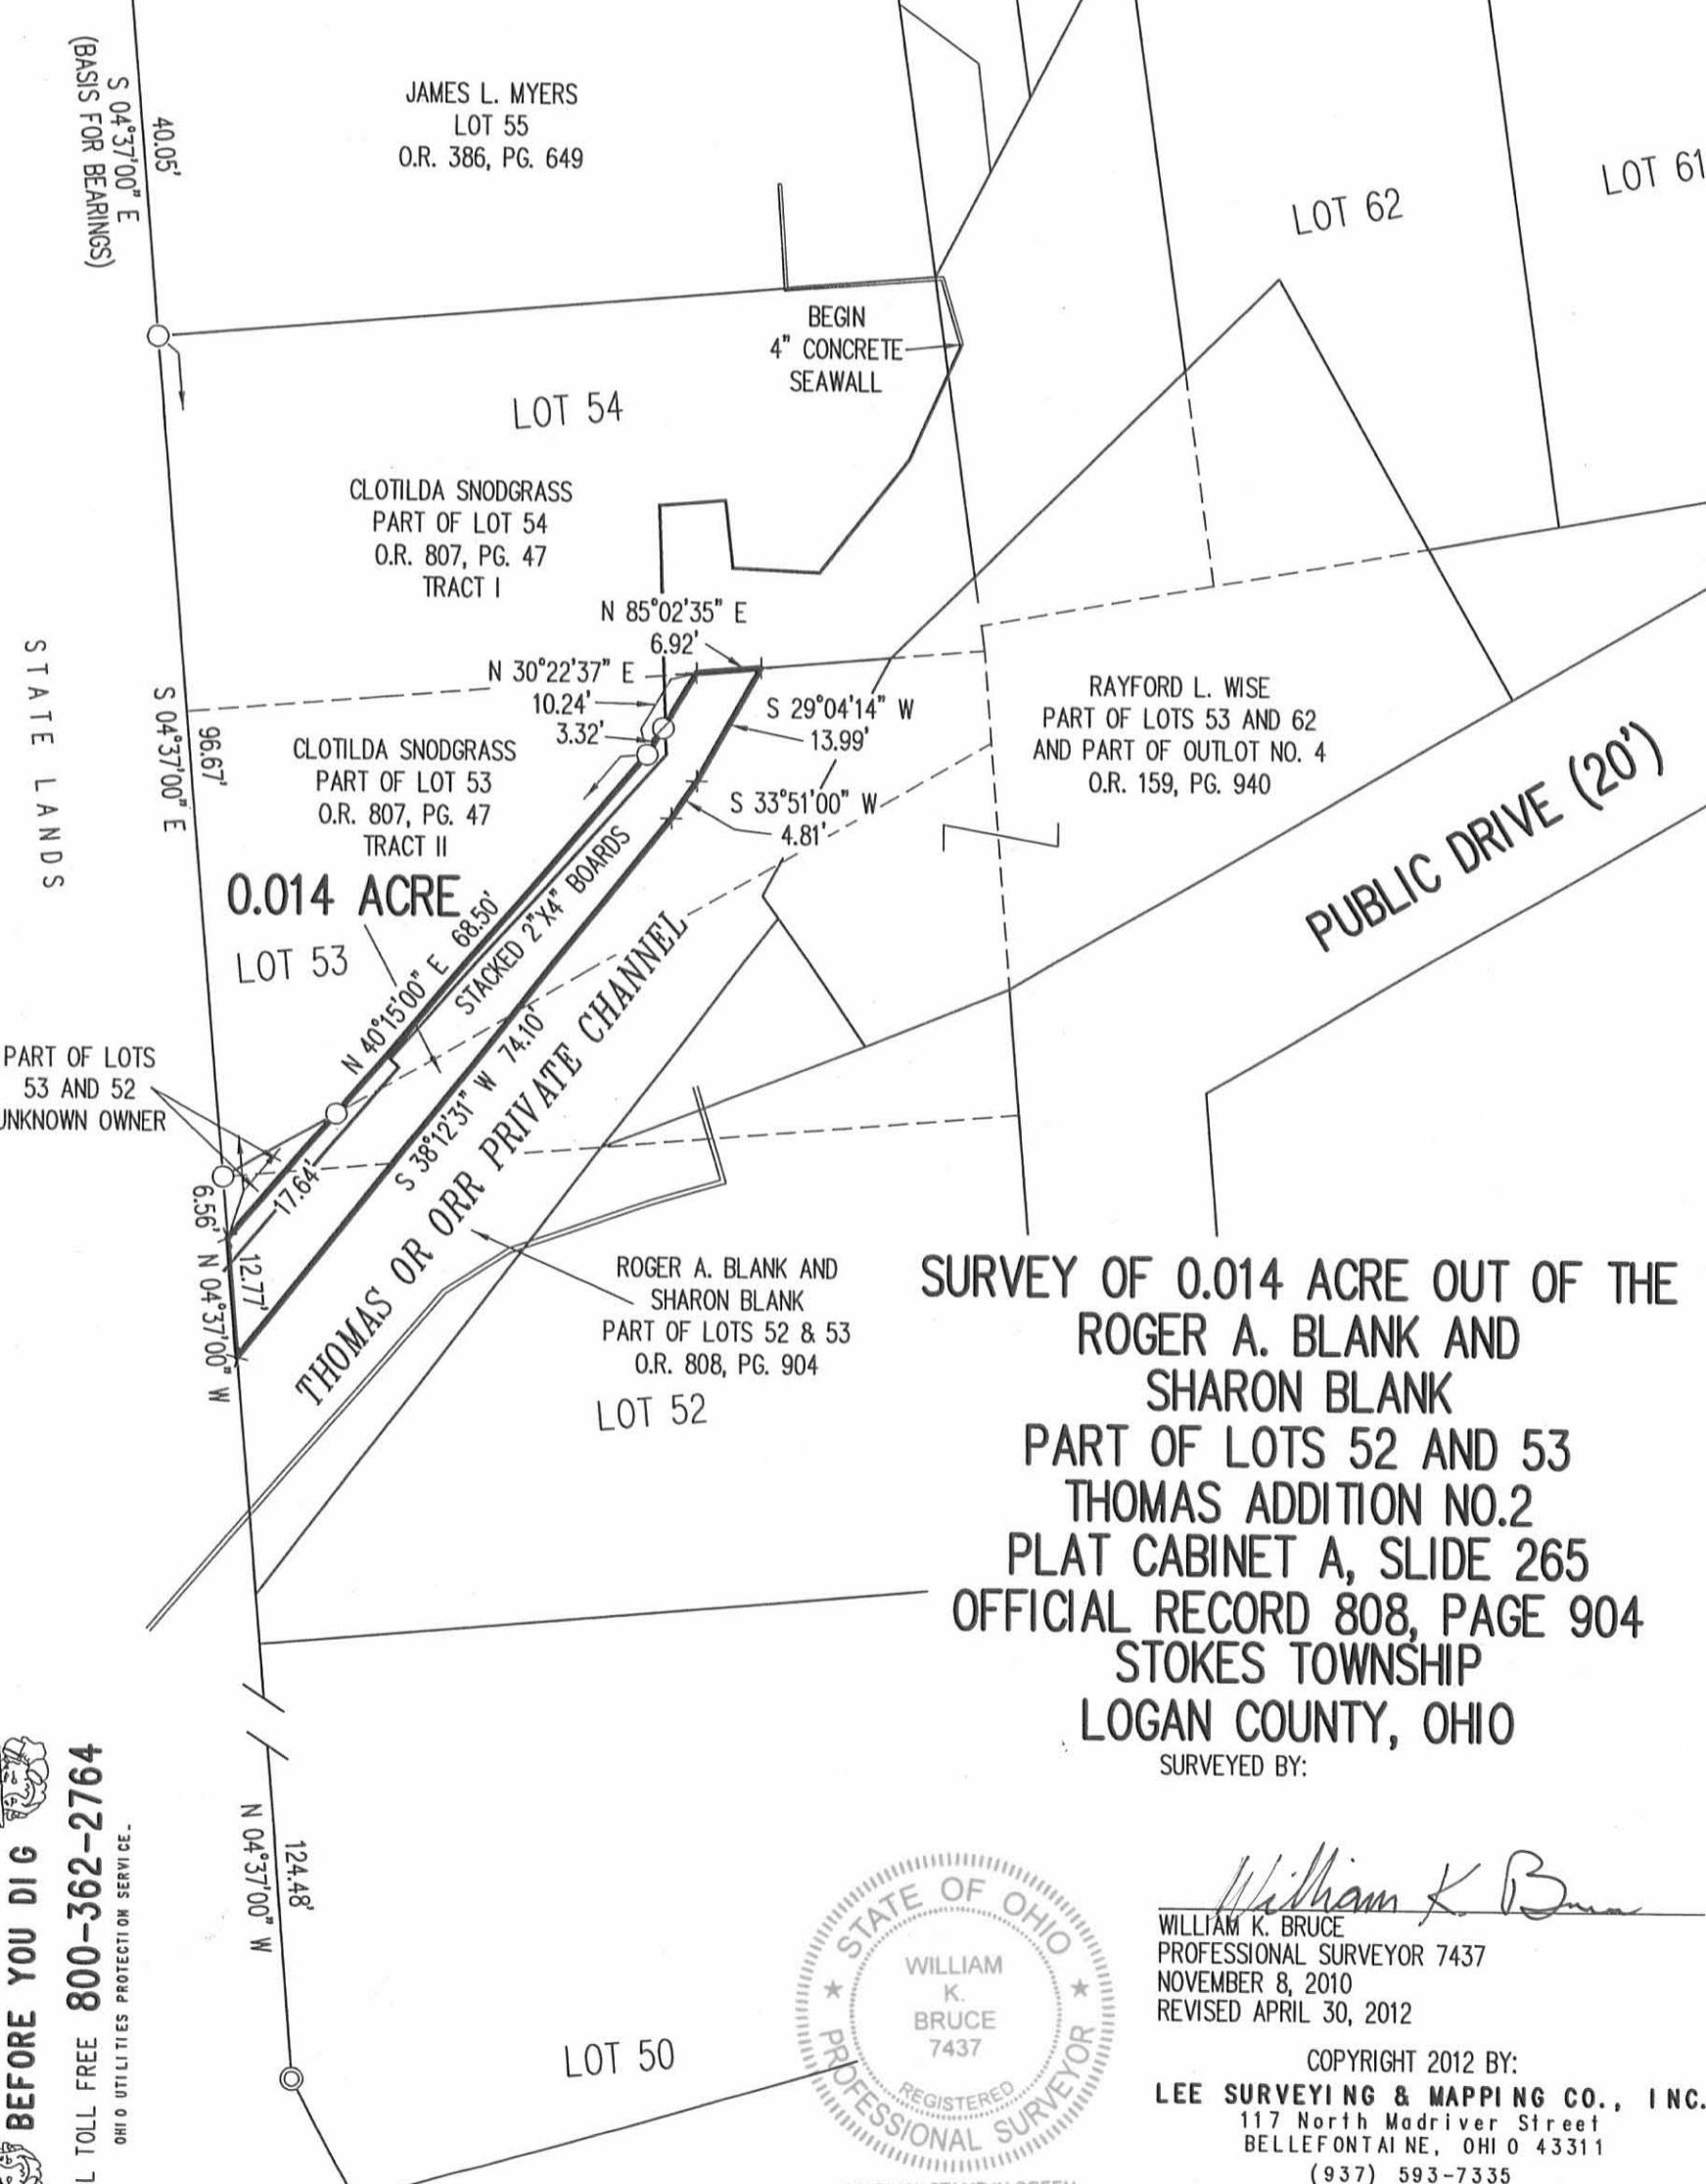 40.05'
S 04°37'00" E
(BASIS FOR BEARINGS)
JAMES L. MYERS
LOT 55
O.R. 386, PG. 649
LOT 62
LOT 61
BEGIN
4" CONCRETE
SEAWALL
LOT 54
CLOTILDA SNODGRASS
PART OF LOT 54
O.R. 807, PG. 47
TRACT I
N 85°02'35" E
6.92'
N 30°22'37" E
10.24'
3.32'
S 29°04'14" W
13.99'
S 33°51'00" W
4.81'
RAYFORD L. WISE
PART OF LOTS 53 AND 62
AND PART OF OUTLOT NO. 4
O.R. 159, PG. 940
PUBLIC DRIVE (20')
STATE LANDS
96.67'
S 04°37'00" E
CLOTILDA SNODGRASS
PART OF LOT 53
O.R. 807, PG. 47
TRACT II
0.014 ACRE
LOT 53
N 40°15'00" E 68.50'
STACKED 2"X4" BOARDS
S 38°12'31" W 74.10'
THOMAS OR ORR PRIVATE CHANNEL
PART OF LOTS
53 AND 52
UNKNOWN OWNER
17.64'
6.56'
12.77'
N 04°37'00" W
ROGER A. BLANK AND
SHARON BLANK
PART OF LOTS 52 & 53
O.R. 808, PG. 904
LOT 52
SURVEY OF 0.014 ACRE OUT OF THE
ROGER A. BLANK AND
SHARON BLANK
PART OF LOTS 52 AND 53
THOMAS ADDITION NO.2
PLAT CABINET A, SLIDE 265
OFFICIAL RECORD 808, PAGE 904
STOKES TOWNSHIP
LOGAN COUNTY, OHIO
SURVEYED BY:
124.48'
N 04°37'00" W
BEFORE YOU DIG
TOLL FREE 800-362-2764
OHIO UTILITIES PROTECTION SERVICE.
LOT 50
STATE OF OHIO
WILLIAM
K.
BRUCE
7437
REGISTERED
PROFESSIONAL SURVEYOR
William K. Bruce
WILLIAM K. BRUCE
PROFESSIONAL SURVEYOR 7437
NOVEMBER 8, 2010
REVISED APRIL 30, 2012
COPYRIGHT 2012 BY:
LEE SURVEYING & MAPPING CO., INC.
117 North Madriver Street
BELLEFONTAINE, OHIO 43311
(937) 593-7335